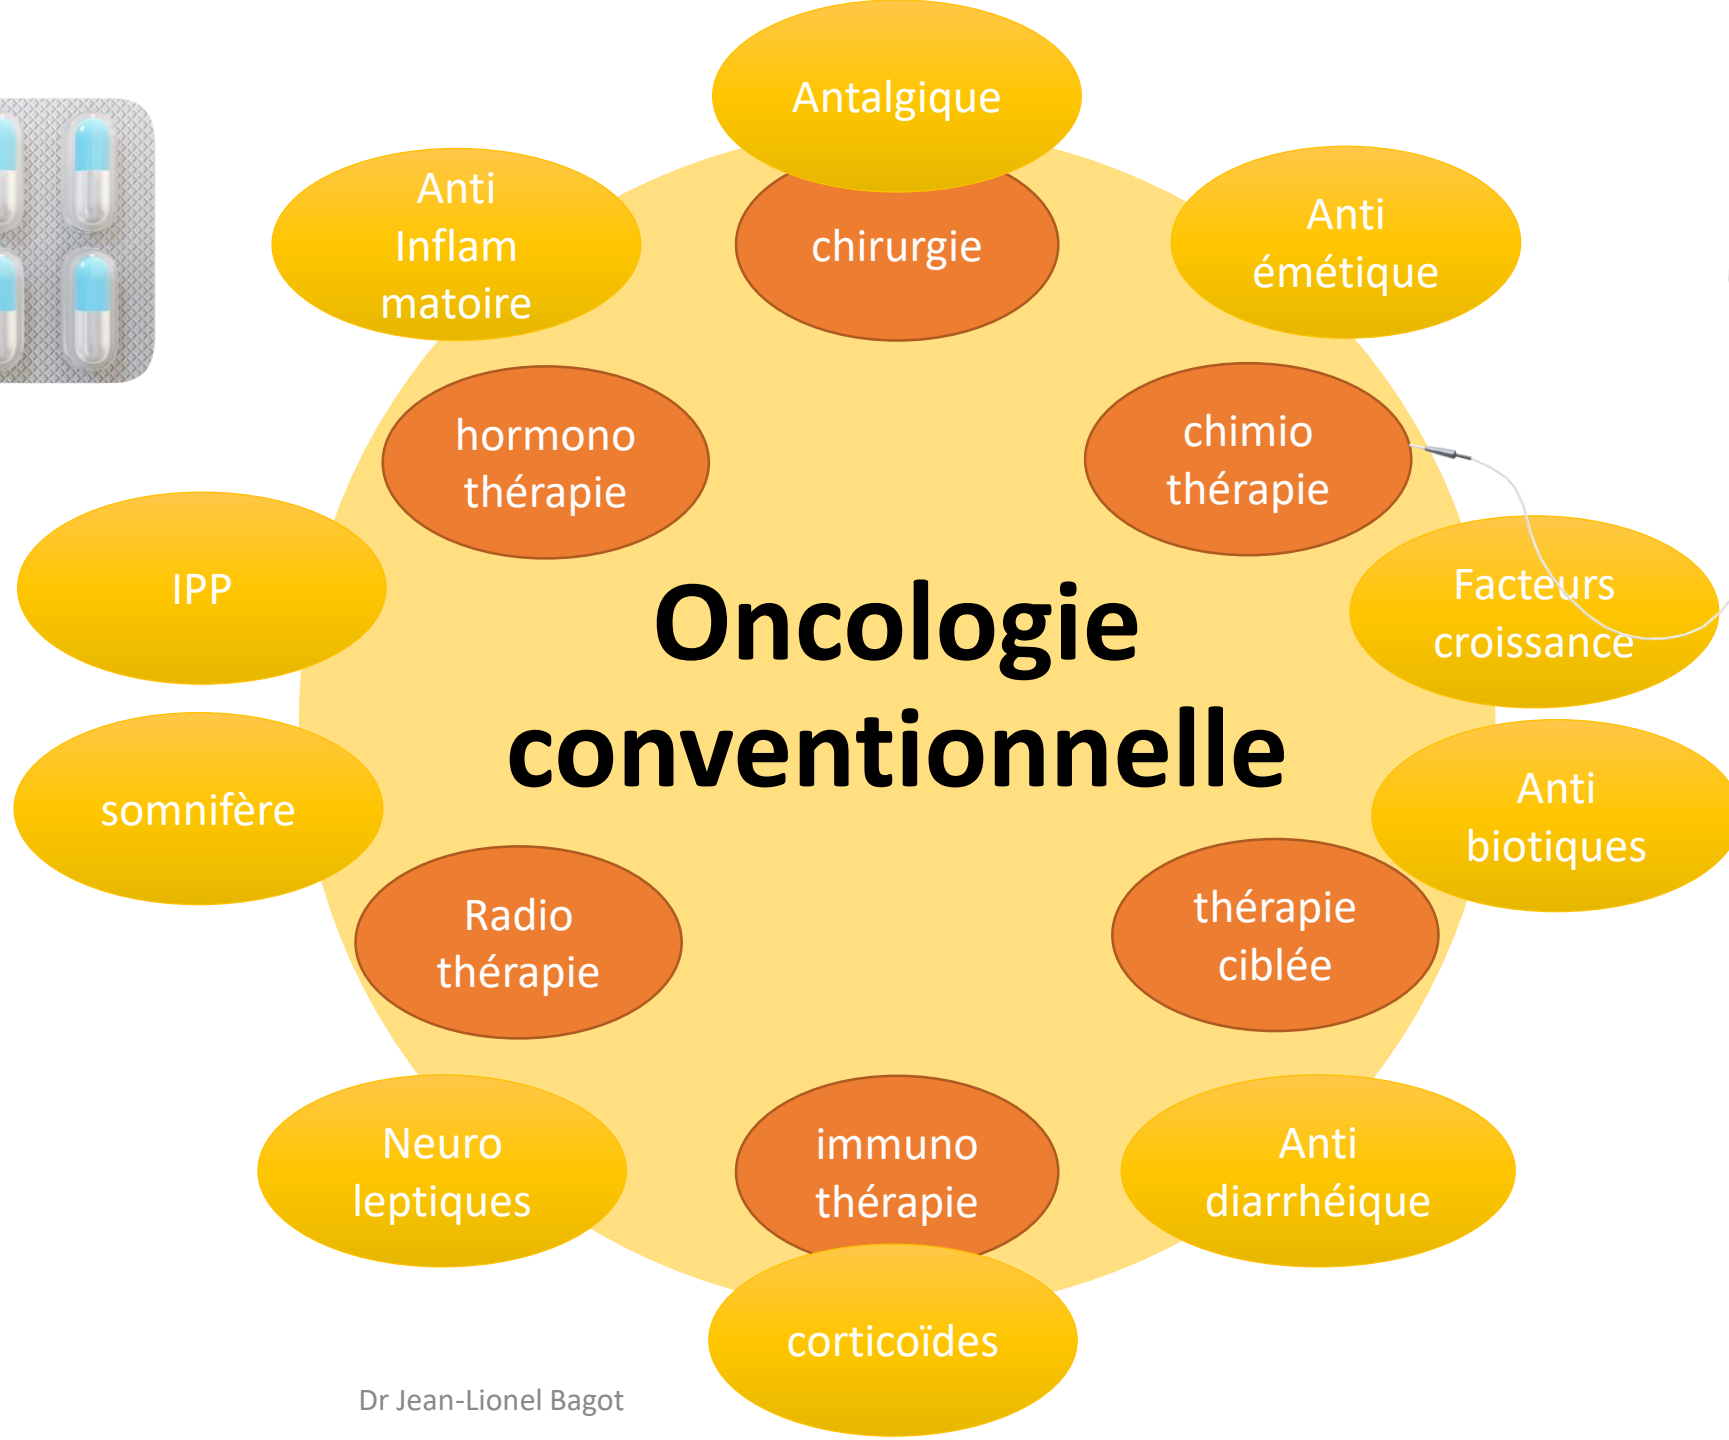 Antalgique
Anti
Inflam
matoire
chirurgie
Anti
émétique
hormono
thérapie
chimio
thérapie
IPP
Facteurs
croissance
Oncologie
conventionnelle
somnifère
Anti
biotiques
Radio
thérapie
thérapie
ciblée
Neuro
leptiques
immuno
thérapie
Anti
diarrhéique
corticoïdes
Dr Jean-Lionel Bagot